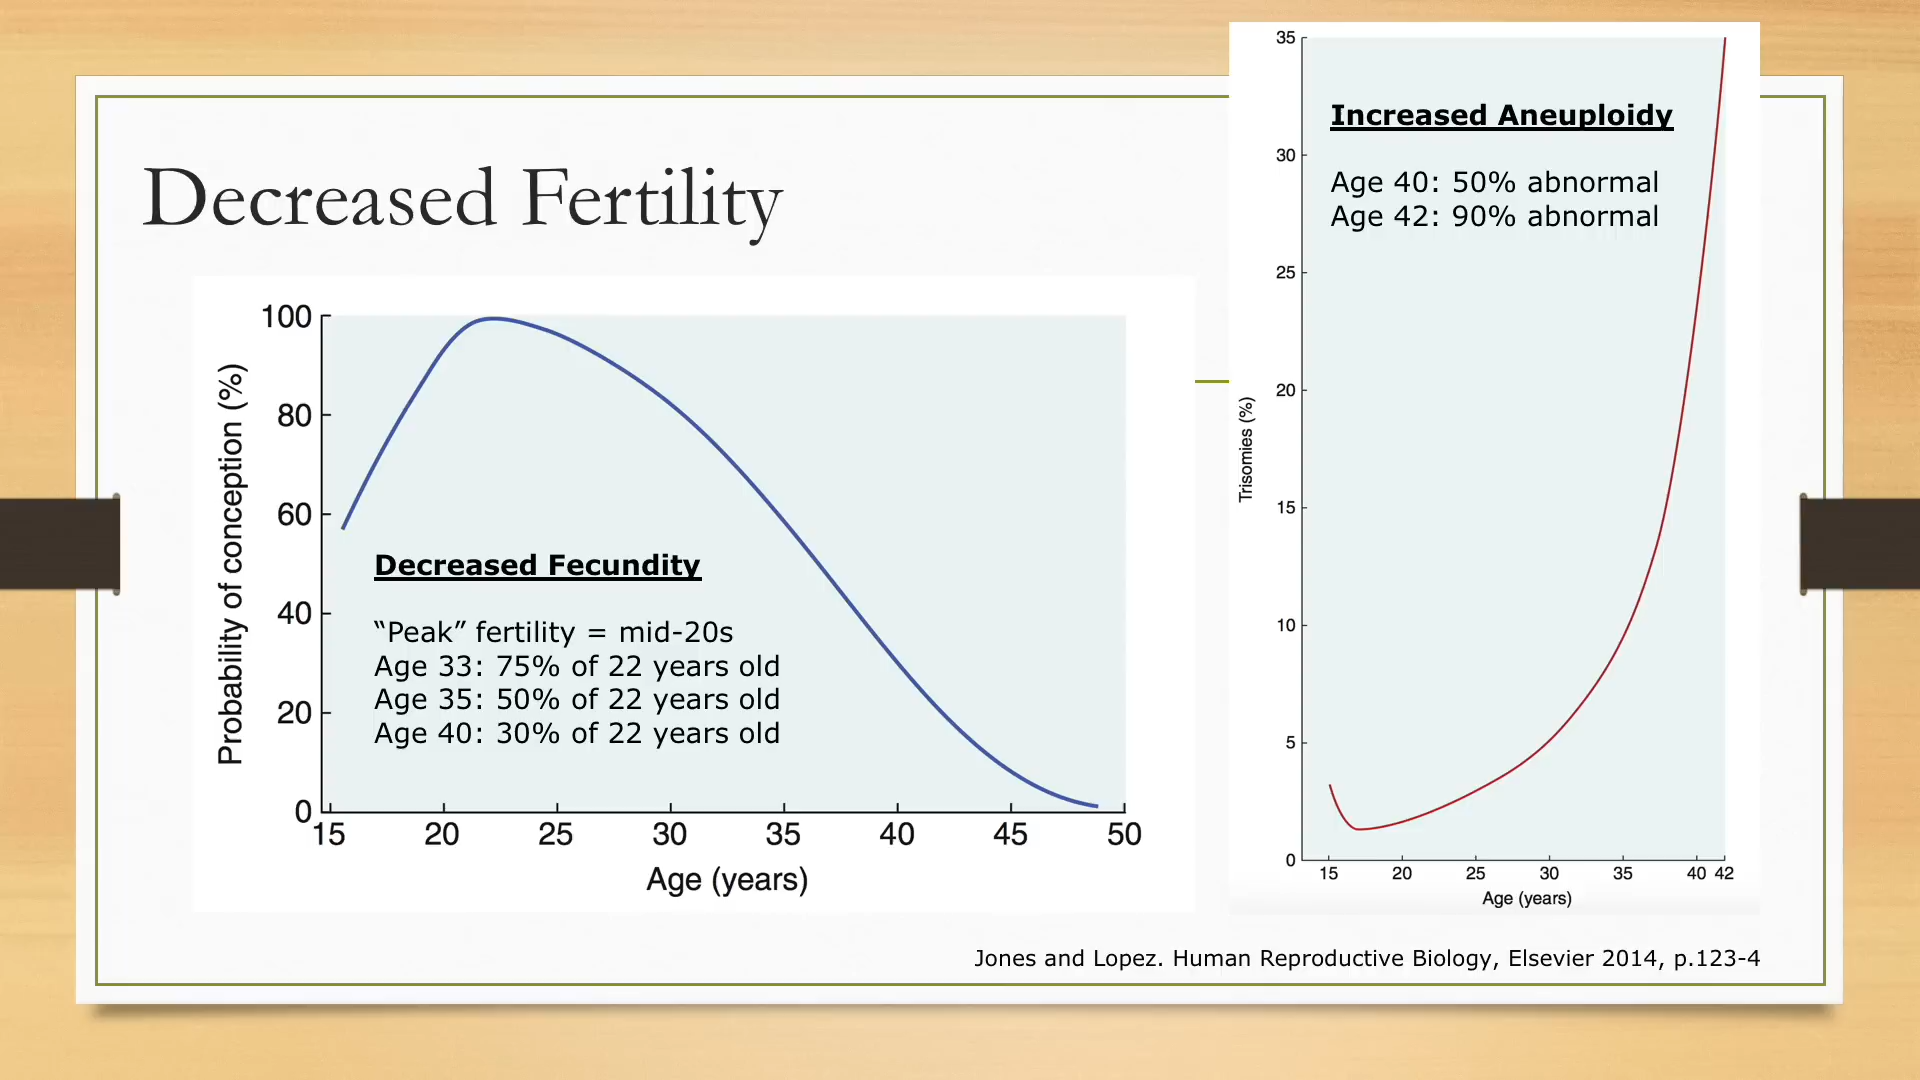 Decreased Fertility
Probability of conception (%)
100
80
60
40
20
0
Decreased Fecundity
“Peak” fertility = mid-20s
Age 33: 75% of 22 years old
Age 35: 50% of 22 years old
Age 40: 30% of 22 years old
15 20 25 30 35 40 45 50
Age (years)
Trisomies (%)
35
30
25
20
15
10
5
0
Increased Aneuploidy
Age 40: 50% abnormal
Age 42: 90% abnormal
15 20 25 30 35 40 42
Age (years)
Jones and Lopez. Human Reproductive Biology, Elsevier 2014, p.123-4